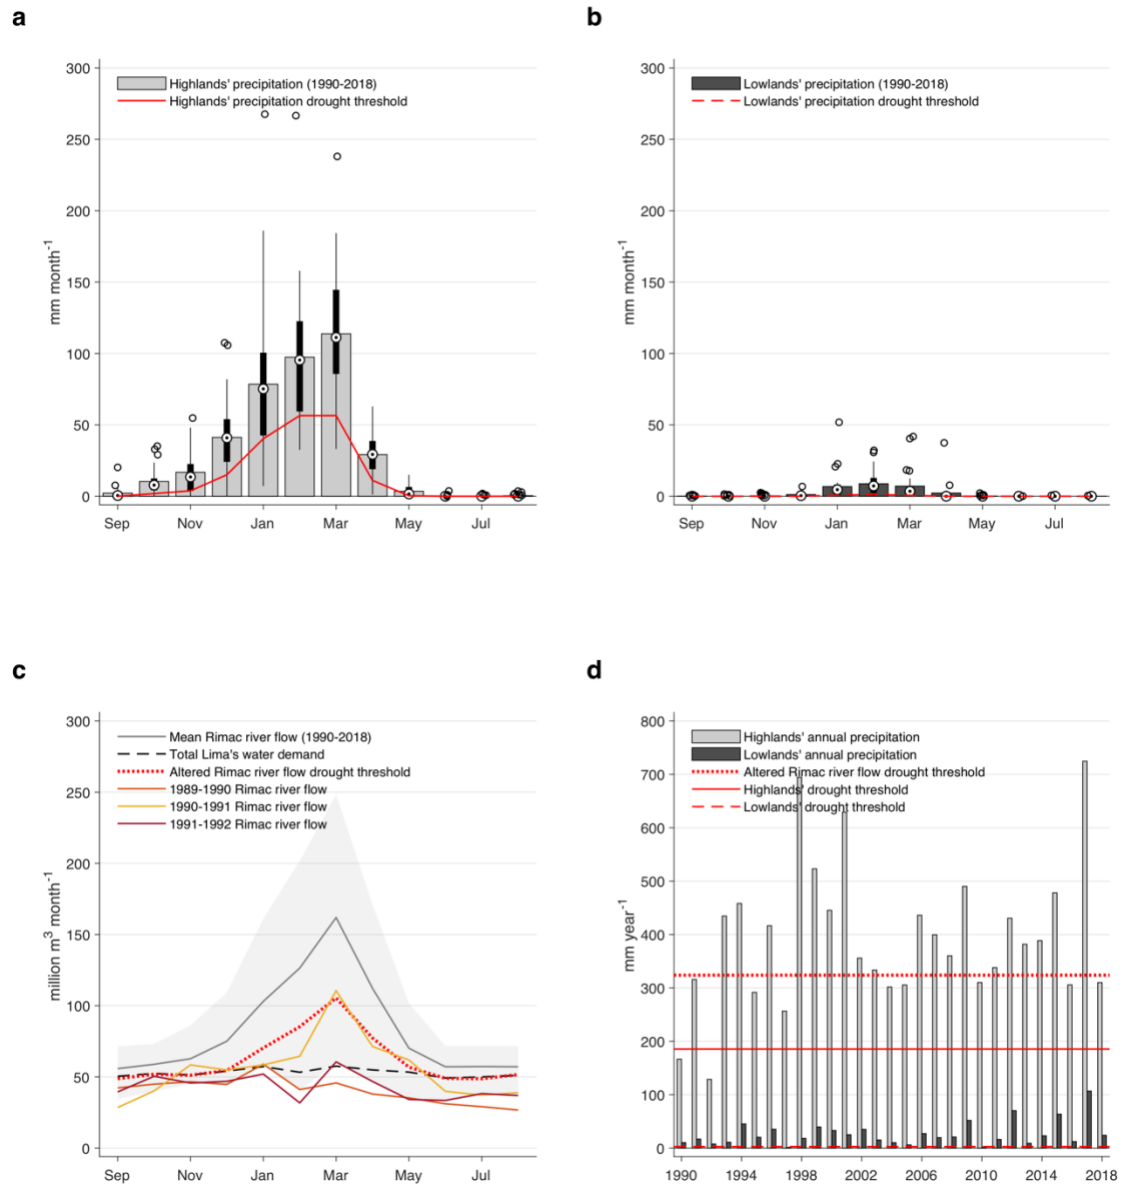 a
300
250
200
150
100
50
0
mm month-1
Highlands' precipitation (1990-2018)
Highlands' precipitation drought threshold
Sep Nov Jan Mar May Jul
b
300
250
200
150
100
50
0
mm month-1
Lowlands' precipitation (1990-2018)
Lowlands' precipitation drought threshold
Sep Nov Jan Mar May Jul
c
300
250
200
150
100
50
0
million m3 month-1
Mean Rimac river flow (1990-2018)
Total Lima's water demand
Altered Rimac river flow drought threshold
1989-1990 Rimac river flow
1990-1991 Rimac river flow
1991-1992 Rimac river flow
Sep Nov Jan Mar May Jul
d
800
700
600
500
400
300
200
100
0
mm year-1
Highlands' annual precipitation
Lowlands' annual precipitation
Altered Rimac river flow drought threshold
Highlands' drought threshold
Lowlands' drought threshold
1990 1994 1998 2002 2006 2010 2014 2018